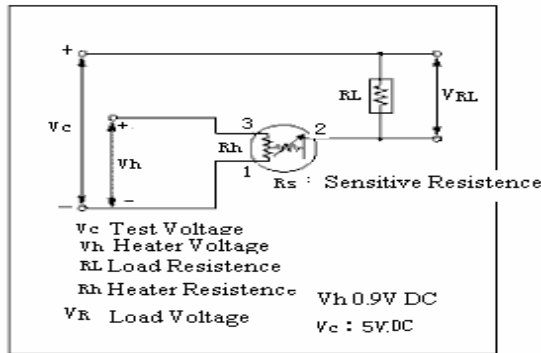 +
Vc
+
Vh
-
-
3
Rh
1
2
RL
VRL
Rs : Sensitive Resistence
Vc Test Voltage
Vh Heater Voltage
RL Load Resistence
Rh Heater Resistence
VR Load Voltage
Vh 0.9V DC
Vc : 5V.DC